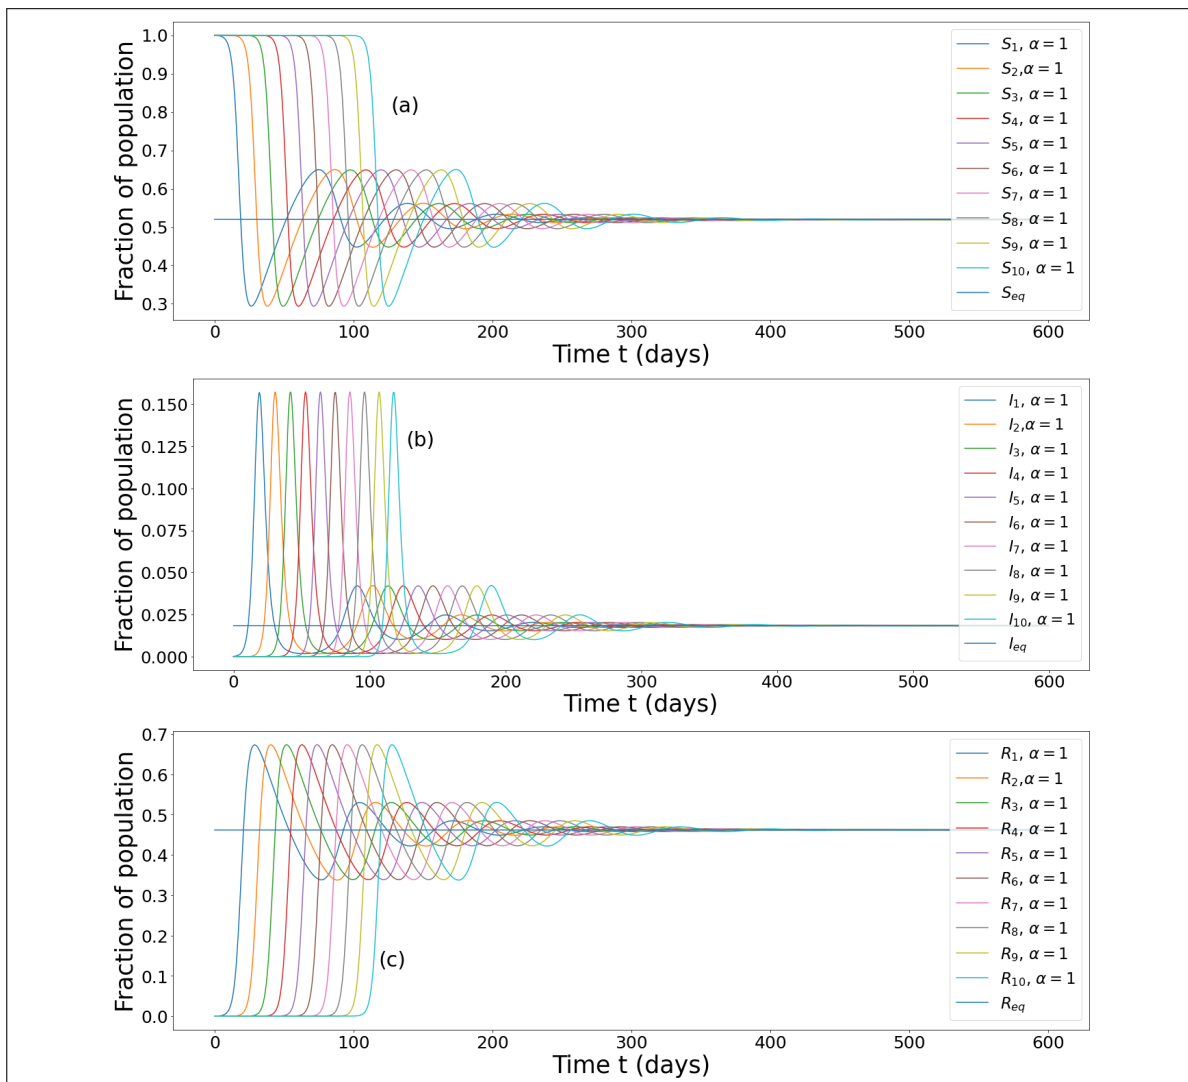 1.0
0.9
0.8
0.7
0.6
0.5
0.4
0.3
Fraction of population
(a)
S₁, α = 1
S₂,α = 1
S₃, α = 1
S₄, α = 1
S₅, α = 1
S₆, α = 1
S₇, α = 1
S₈, α = 1
S₉, α = 1
S₁₀, α = 1
Sₑq
0 100 200 300 400 500 600
Time t (days)
0.150
0.125
0.100
0.075
0.050
0.025
0.000
Fraction of population
(b)
I₁, α = 1
I₂,α = 1
I₃, α = 1
I₄, α = 1
I₅, α = 1
I₆, α = 1
I₇, α = 1
I₈, α = 1
I₉, α = 1
I₁₀, α = 1
Iₑq
0 100 200 300 400 500 600
Time t (days)
0.7
0.6
0.5
0.4
0.3
0.2
0.1
0.0
Fraction of population
(c)
R₁, α = 1
R₂,α = 1
R₃, α = 1
R₄, α = 1
R₅, α = 1
R₆, α = 1
R₇, α = 1
R₈, α = 1
R₉, α = 1
R₁₀, α = 1
Rₑq
0 100 200 300 400 500 600
Time t (days)